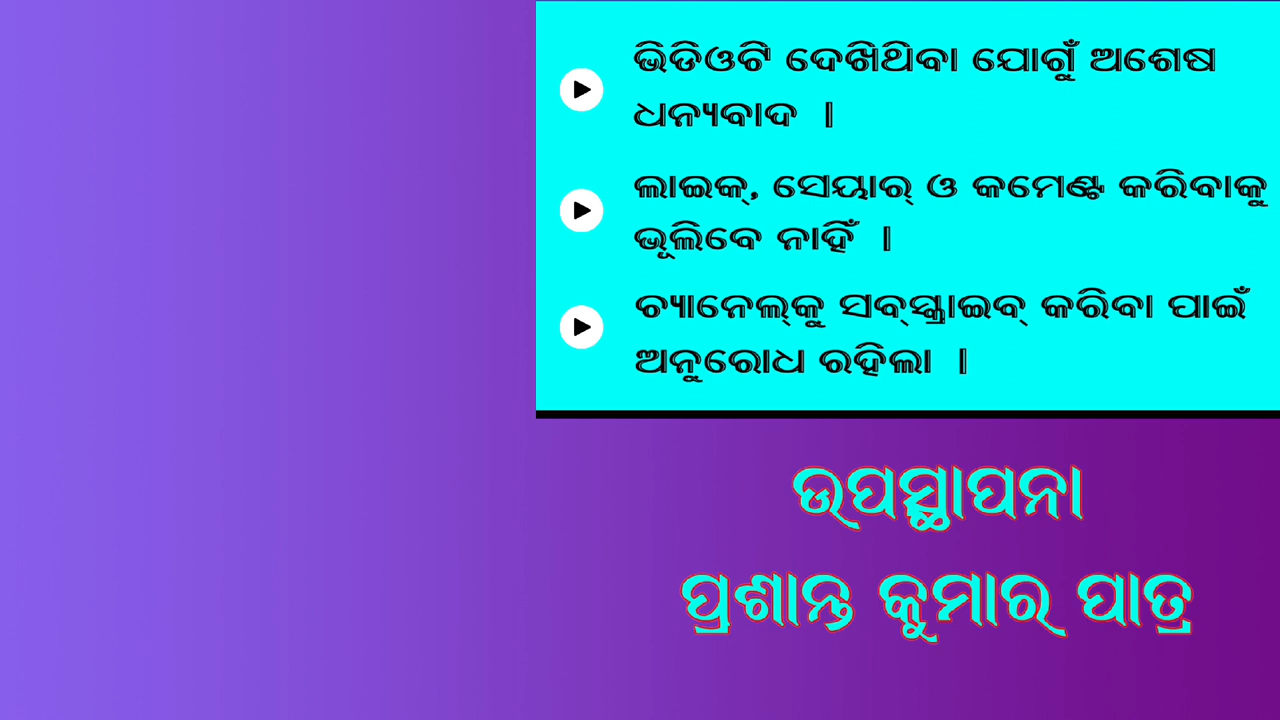 ଭିଡିଓଟି ଦେଖିଥିବା ଯୋଗୁଁ ଅଶେଷ
ଧନ୍ୟବାଦ ।
ଲାଇକ୍, ସେୟାର୍ ଓ କମେଣ୍ଟ କରିବାକୁ
ଭୂଲିବେ ନାହିଁ ।
ଚ୍ୟାନେଲ୍‌କୁ ସବ୍‌ସ୍କ୍ରାଇବ୍ କରିବା ପାଇଁ
ଅନୁରୋଧ ରହିଲା ।
ଉପସ୍ଥାପନା
ପ୍ରଶାନ୍ତ କୁମାର ପାତ୍ର